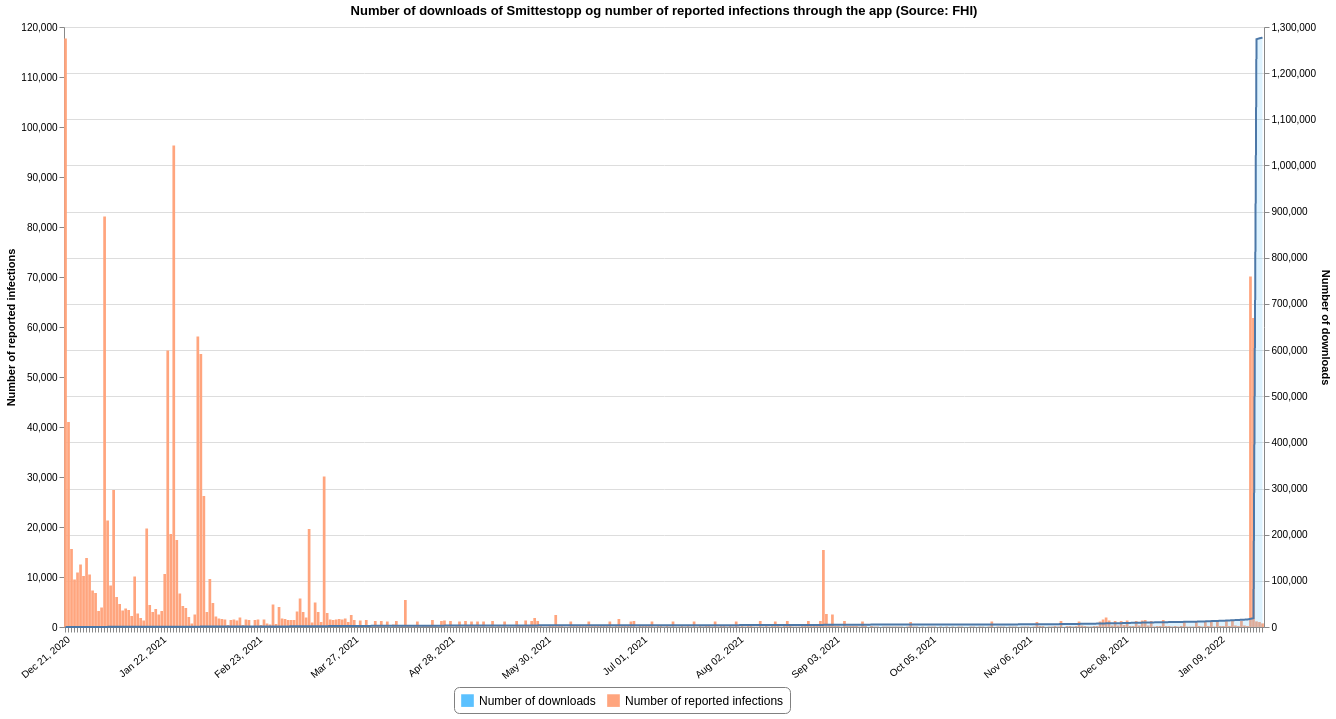 Number of downloads of Smittestopp og number of reported infections through the app (Source: FHI)
120,000
110,000
100,000
90,000
80,000
70,000
60,000
50,000
40,000
30,000
20,000
10,000
0
Number of reported infections
1,300,000
1,200,000
1,100,000
1,000,000
900,000
800,000
700,000
600,000
500,000
400,000
300,000
200,000
100,000
0
Number of downloads
Dec 21, 2020
Jan 22, 2021
Feb 23, 2021
Mar 27, 2021
Apr 28, 2021
May 30, 2021
Jul 01, 2021
Aug 02, 2021
Sep 03, 2021
Oct 05, 2021
Nov 06, 2021
Dec 08, 2021
Jan 09, 2022
Number of downloads
Number of reported infections